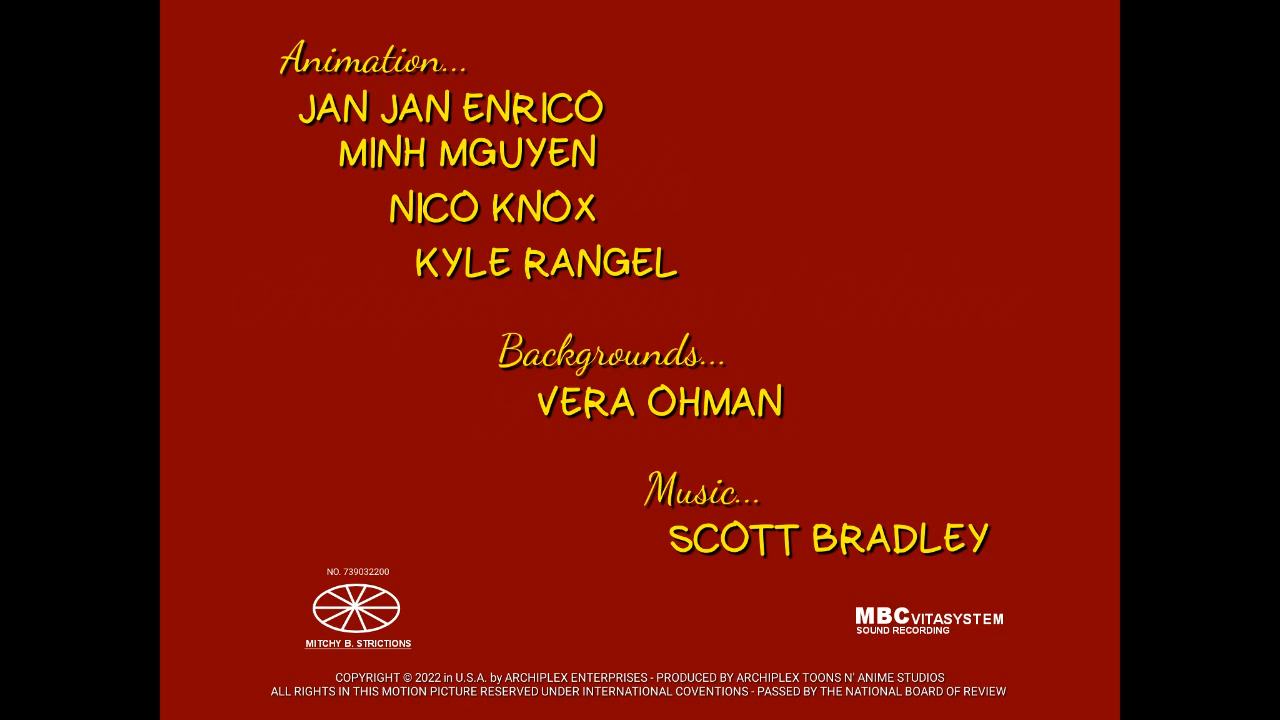 Animation...
JAN JAN ENRICO
MINH MGUYEN
NICO KNOX
KYLE RANGEL
Backgrounds...
VERA OHMAN
Music...
SCOTT BRADLEY
NO. 739032200
MITCHY B. STRICTIONS
MBC VITASYSTEM
SOUND RECORDING
COPYRIGHT © 2022 in U.S.A. by ARCHIPLEX ENTERPRISES - PRODUCED BY ARCHIPLEX TOONS N' ANIME STUDIOS
ALL RIGHTS IN THIS MOTION PICTURE RESERVED UNDER INTERNATIONAL COVENTIONS - PASSED BY THE NATIONAL BOARD OF REVIEW